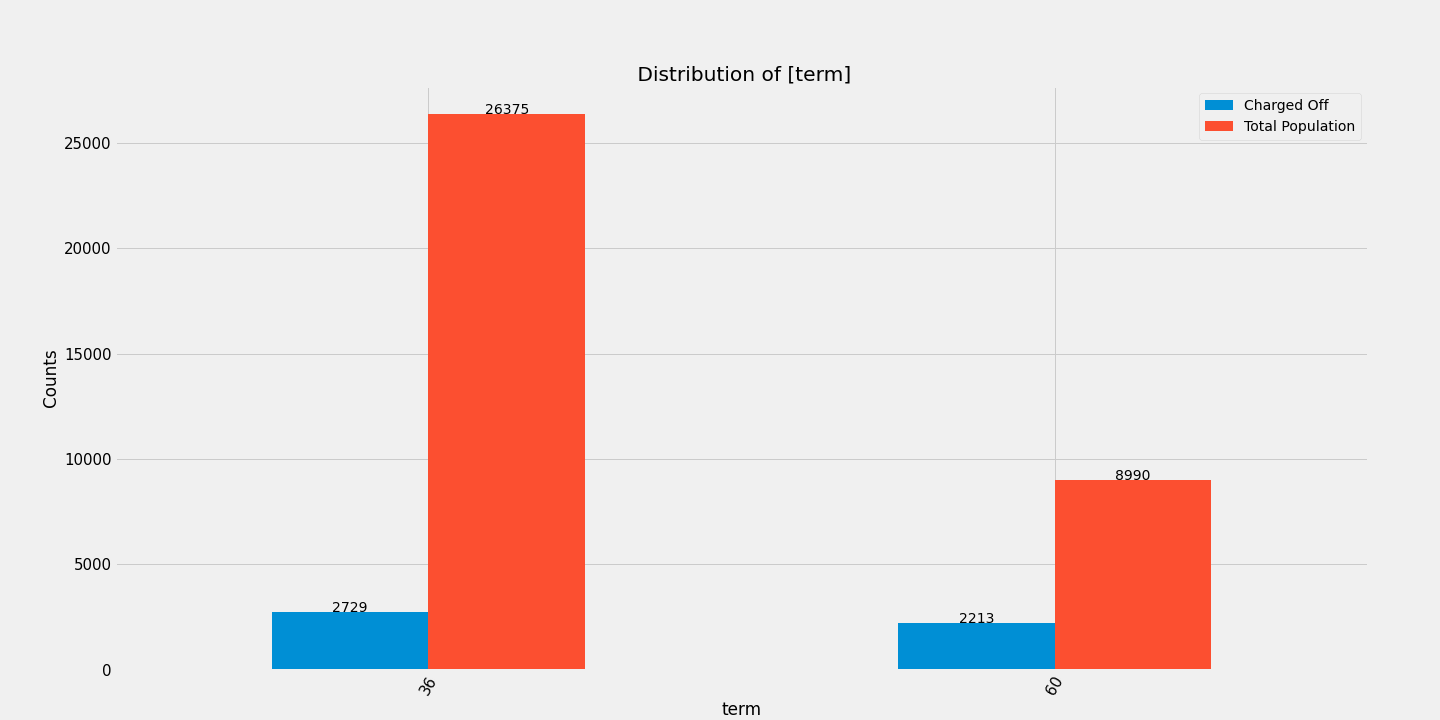 Distribution of [term]
26375
Charged Off
Total Population
25000
20000
15000
Counts
10000
8990
5000
2729
2213
0
36
60
term